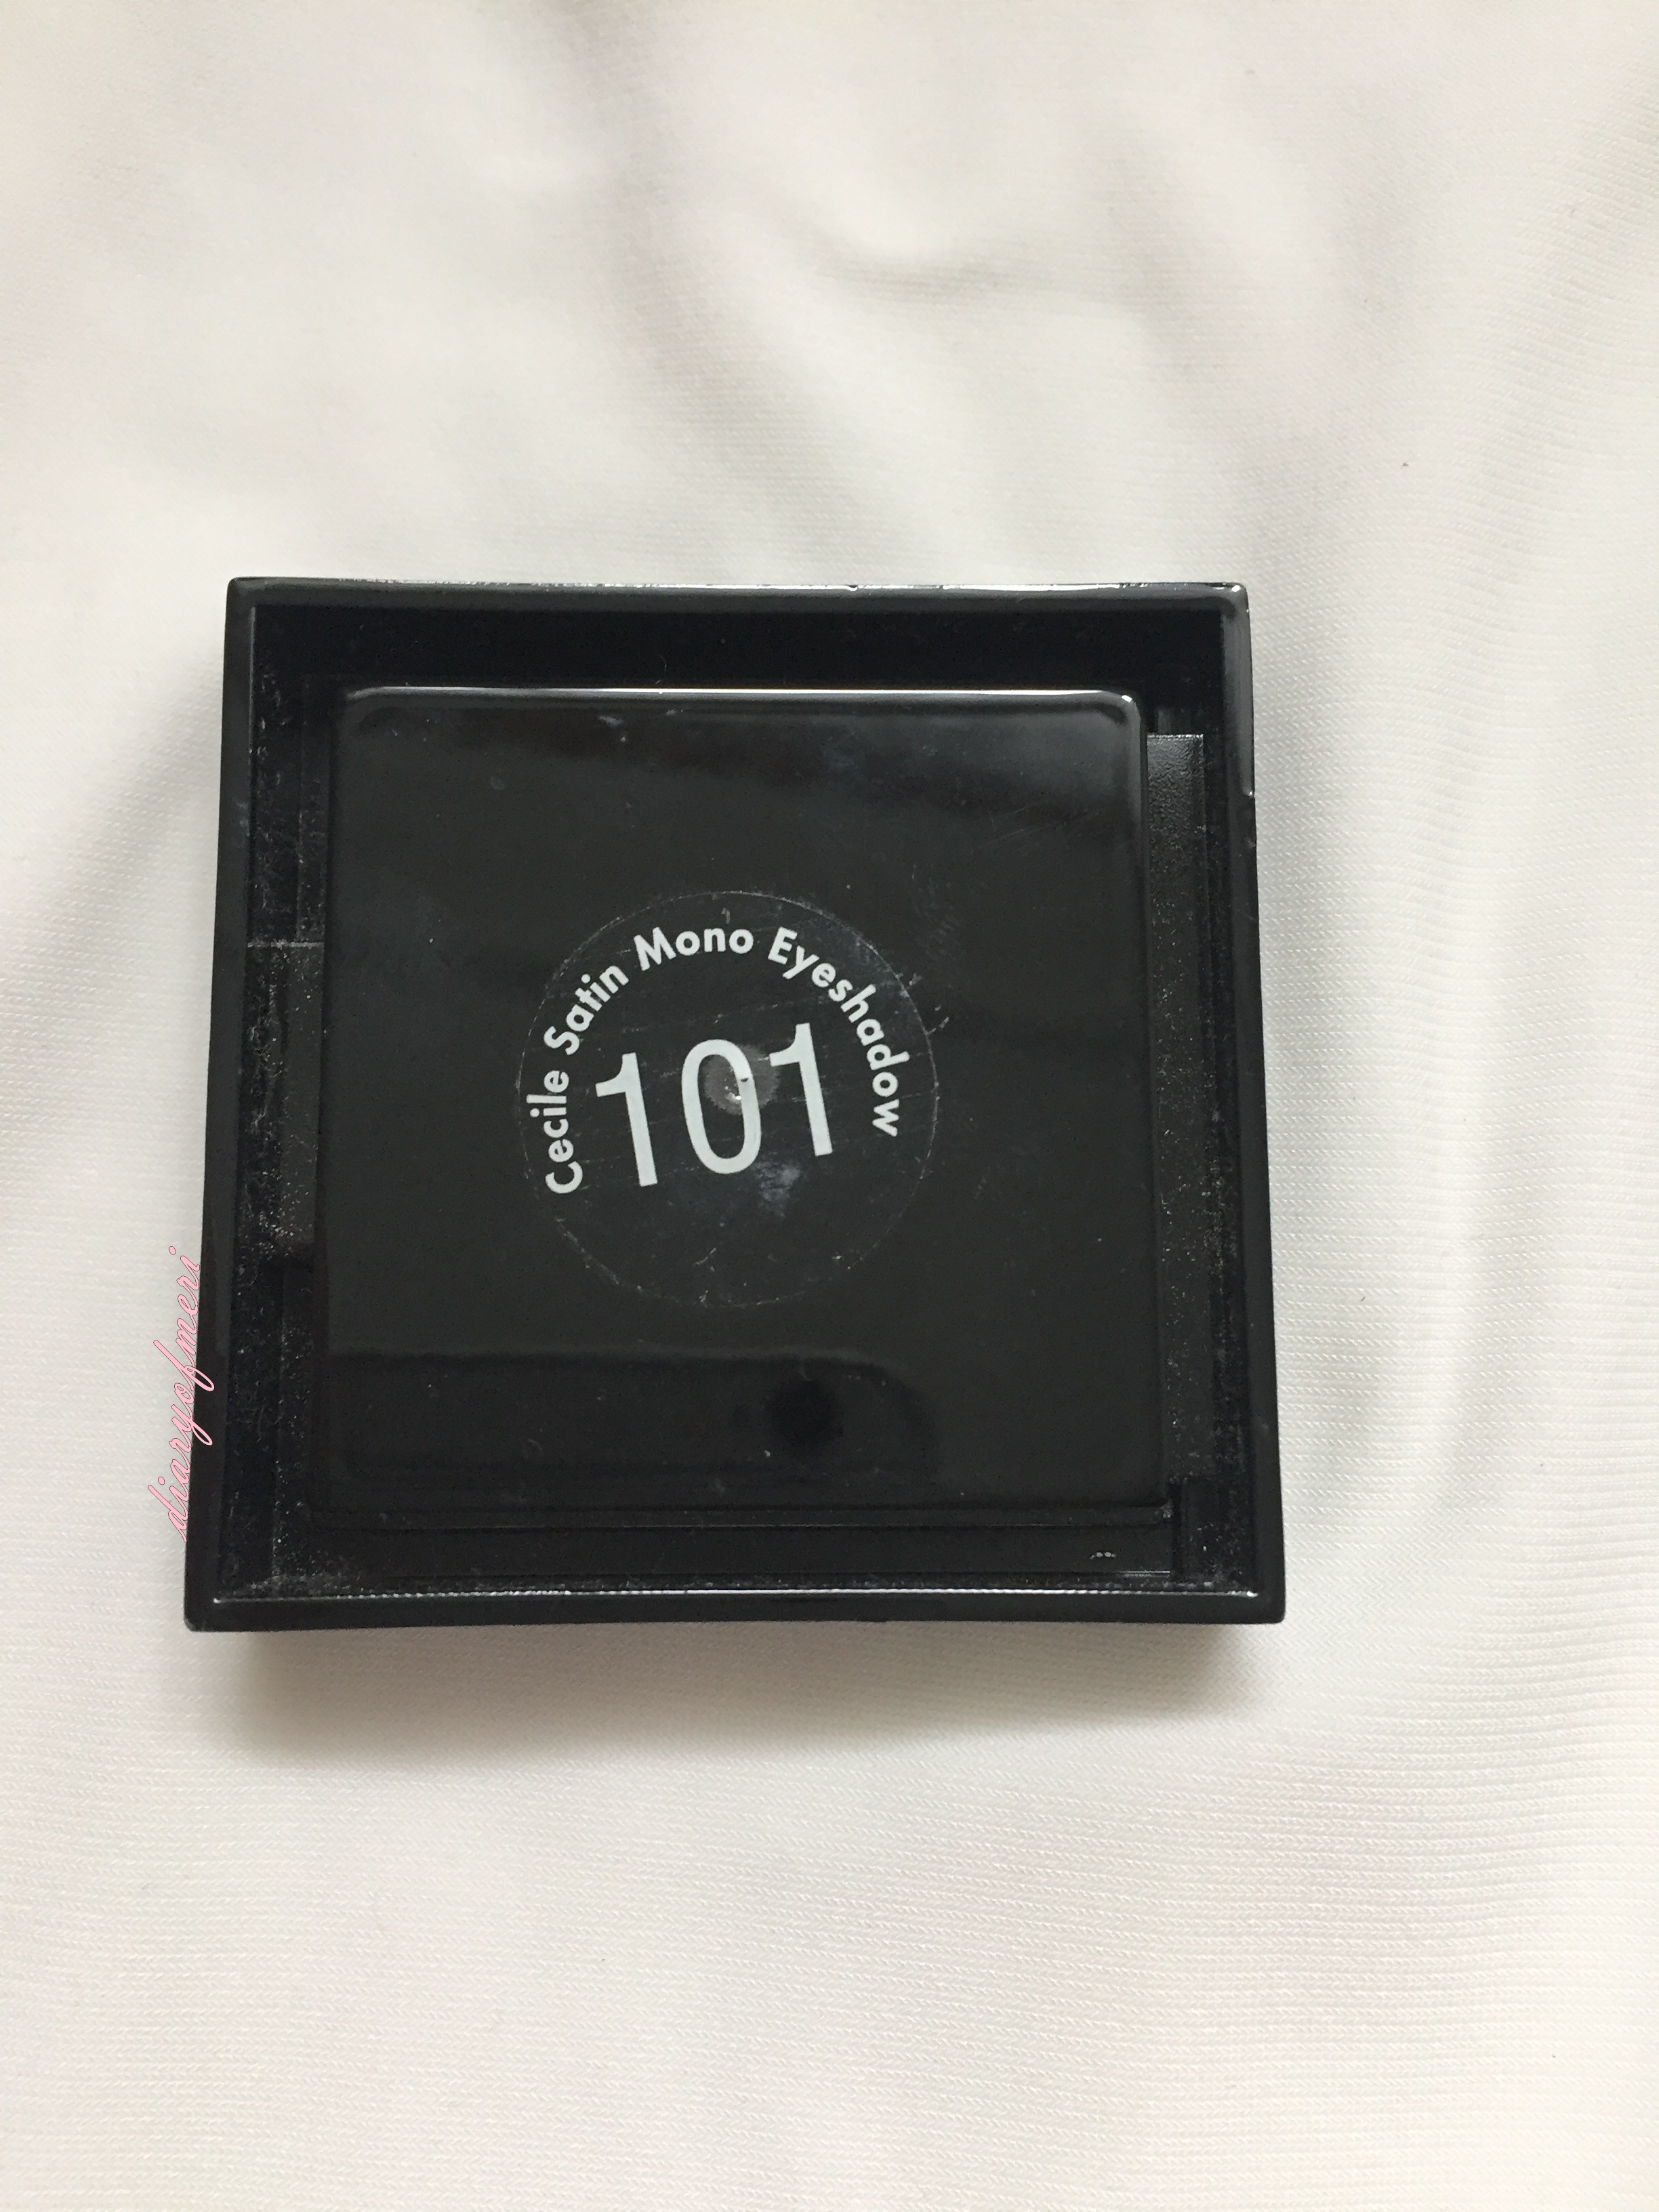 Cecile Satin Mono Eyeshadow
101
diaryofmeri